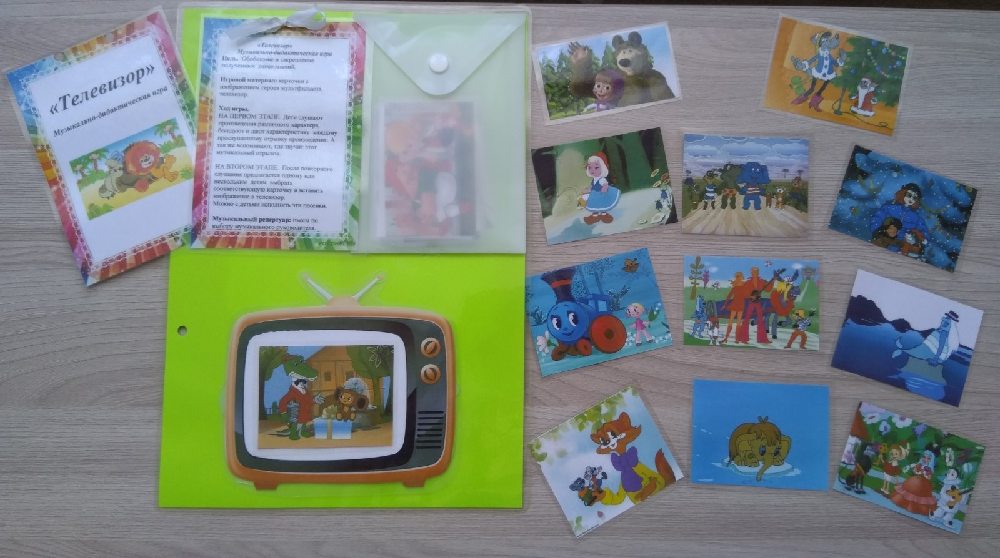 «Телевизор»
Музыкально-дидактическая игра
«Телевизор»
Музыкально-дидактическая игра
Цель. Обобщение и закрепление
полученных ранее знаний.
Игровой материал: карточки с
изображением героев мультфильмов,
телевизор.
Ход игры.
НА ПЕРВОМ ЭТАПЕ. Дети слушают
произведения различного характера,
беседуют и дают характеристику каждому
прослушанному отрывку произведения. А
так же вспоминают, где звучит этот
музыкальный отрывов.
НА ВТОРОМ ЭТАПЕ. После повторного
слушания предлагается одному или
нескольким детям выбрать
соответствующую карточку и вставить
изображение в телевизор.
Можно с детьми исполнить эти песенки.
Музыкальный репертуар: пьесы по
выбору музыкального руководителя.